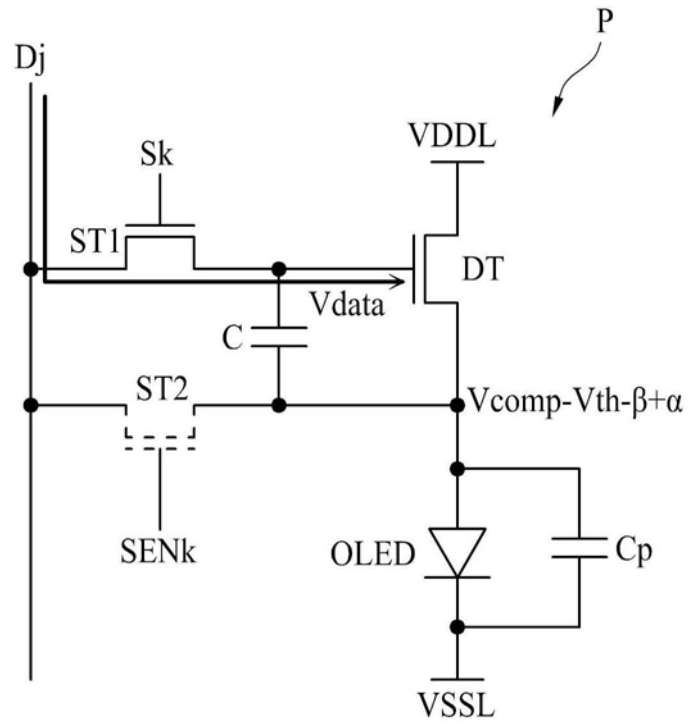 P
Dj
VDDL
Sk
ST1
DT
Vdata
C
ST2
Vcomp-Vth-β+α
SENk
OLED
Cp
VSSL